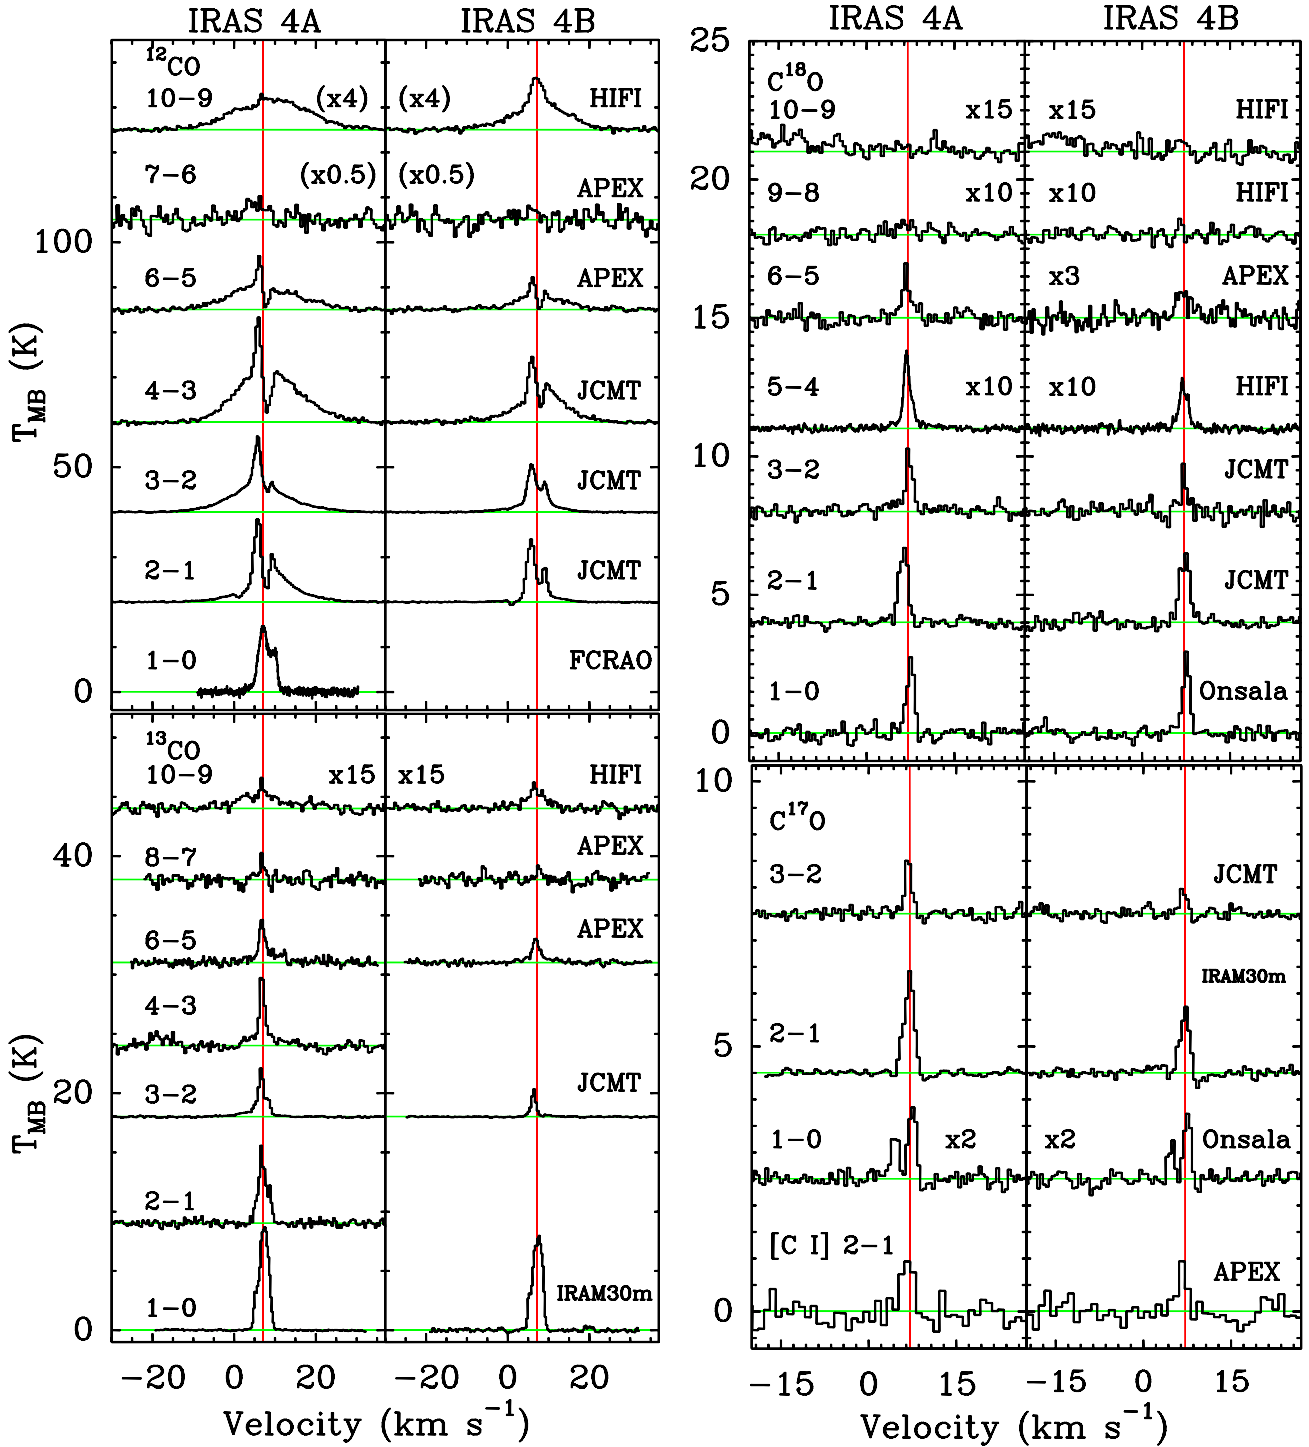 IRAS 4A IRAS 4B
¹²CO
10−9 (x4) (x4) HIFI
7−6 (x0.5) (x0.5) APEX
100
6−5 APEX
T_MB (K)
4−3 JCMT
50
3−2 JCMT
2−1 JCMT
1−0 FCRAO
0
¹³CO
10−9 x15 x15 HIFI
40
8−7 APEX
6−5 APEX
4−3
T_MB (K)
20
3−2 JCMT
2−1
1−0 IRAM30m
0
−20 0 20 −20 0 20
Velocity (km s⁻¹)
IRAS 4A IRAS 4B
25
C¹⁸O
10−9 x15 x15 HIFI
20
9−8 x10 x10 HIFI
6−5 x3 APEX
15
5−4 x10 x10 HIFI
10
3−2 JCMT
2−1 JCMT
5
1−0 Onsala
0
10
C¹⁷O
3−2 JCMT
IRAM30m
2−1
5
1−0 x2 x2 Onsala
[C I] 2−1 APEX
0
−15 0 15 −15 0 15
Velocity (km s⁻¹)